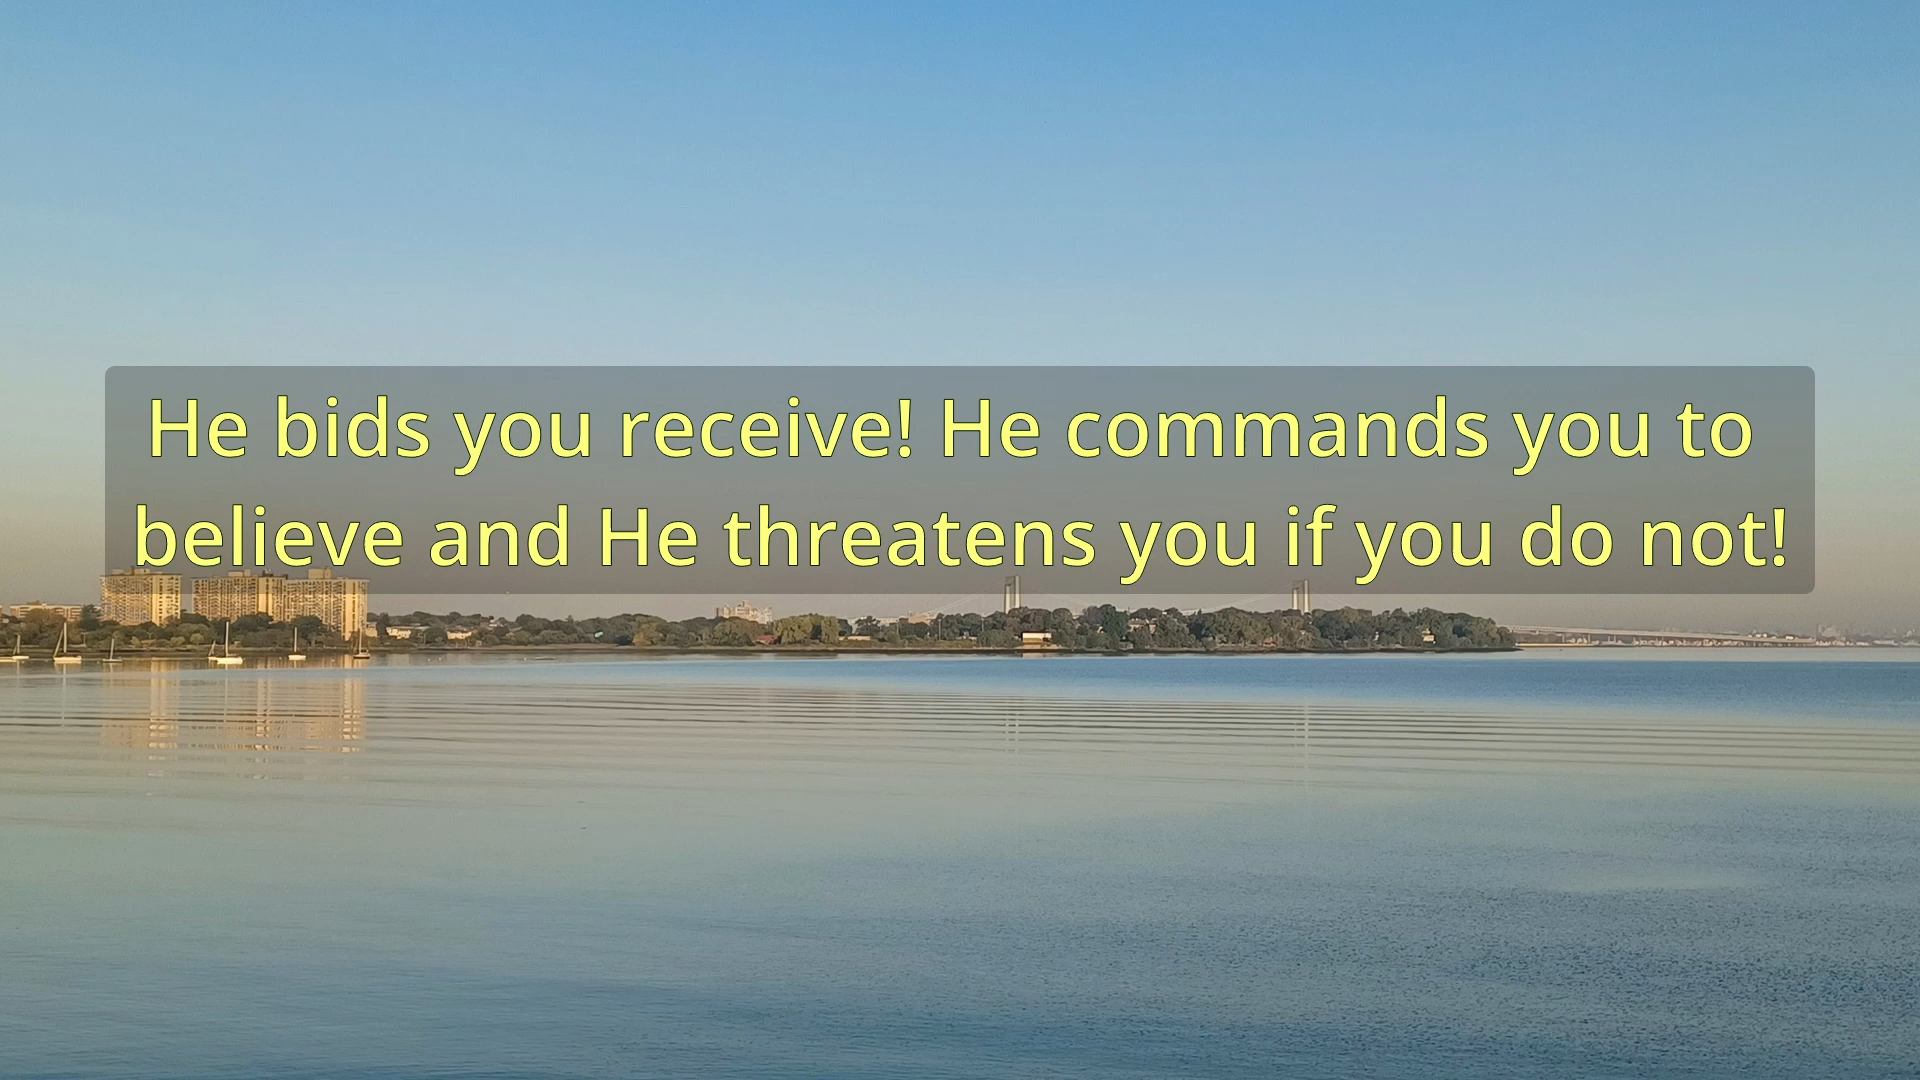 He bids you receive! He commands you to
believe and He threatens you if you do not!